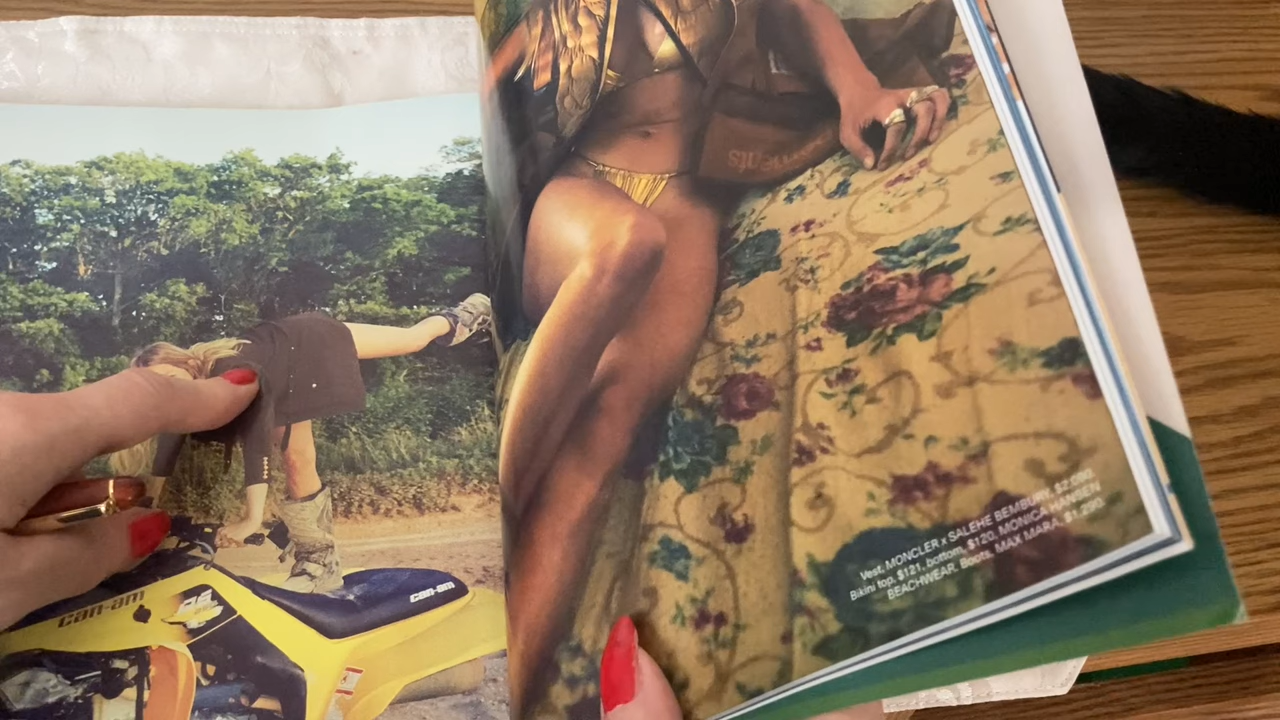 can-am
can-am
Vest, MONCLER x SALEHE BEMBURY, $2,090.
Bikini top, $121, bottom, $120, MONICA HANSEN
BEACHWEAR. Boots, MAX MARA, $1,290.